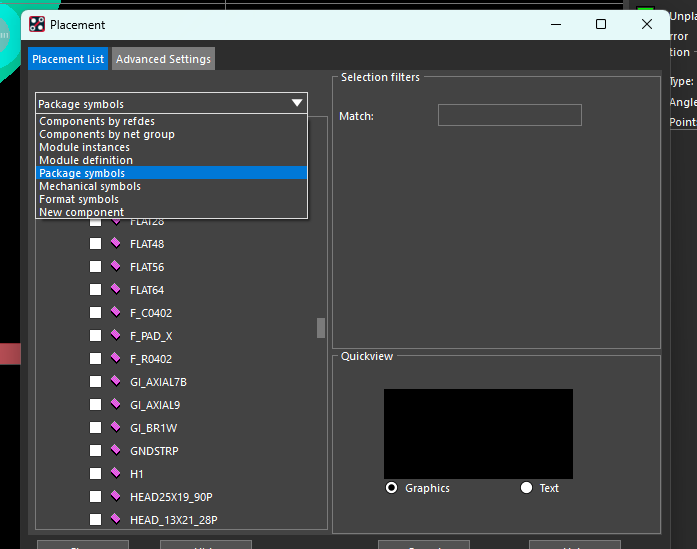 Placement
Unpla
rror
tion
Type:
Angle
Point
Placement List
Advanced Settings
Package symbols
Components by refdes
Components by net group
Module instances
Module definition
Package symbols
Mechanical symbols
Format symbols
New component
FLAT28
FLAT48
FLAT56
FLAT64
F_C0402
F_PAD_X
F_R0402
GI_AXIAL7B
GI_AXIAL9
GI_BR1W
GNDSTRP
H1
HEAD25X19_90P
HEAD_13X21_28P
Selection filters
Match:
Quickview
Graphics
Text